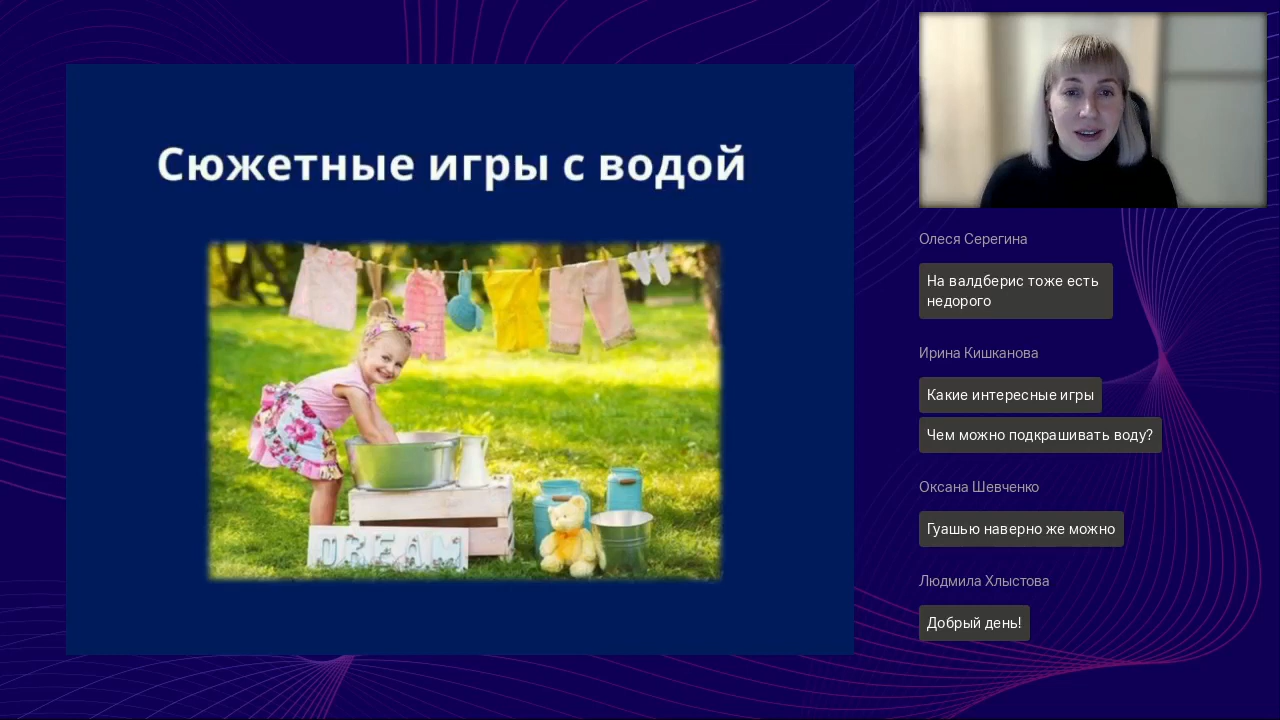 Сюжетные игры с водой
DREAM
Олеся Серегина
На валдберис тоже есть
недорого
Ирина Кишканова
Какие интересные игры
Чем можно подкрашивать воду?
Оксана Шевченко
Гуашью наверно же можно
Людмила Хлыстова
Добрый день!